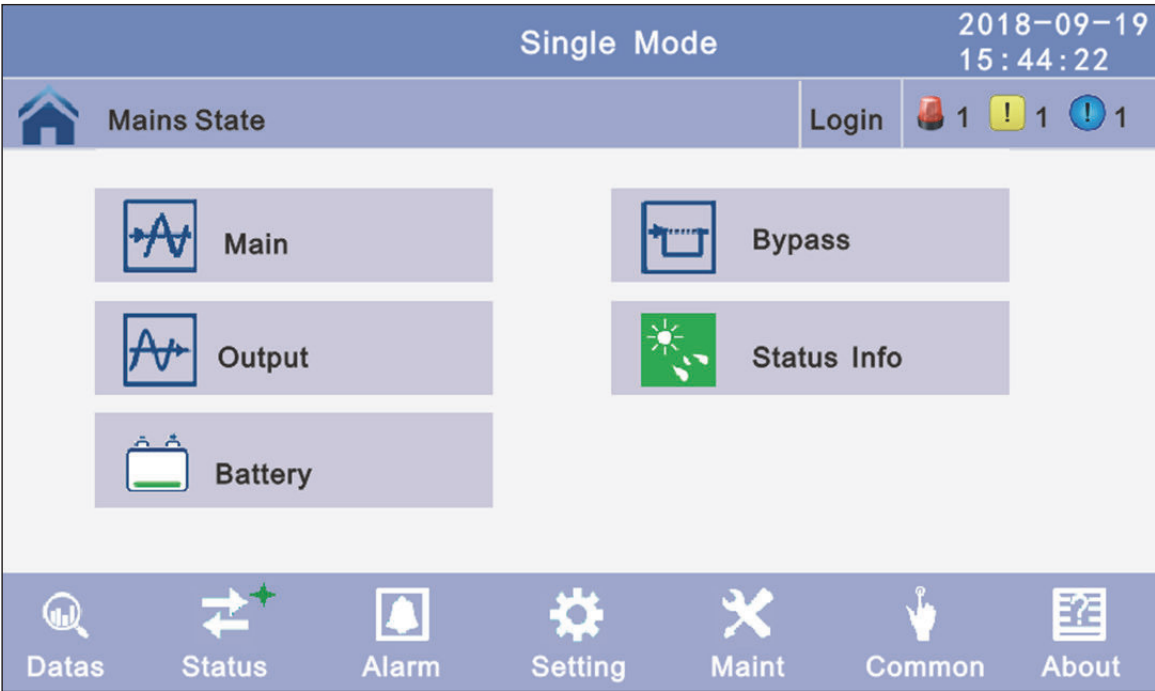 Single Mode
2018-09-19
15:44:22
Mains State
Login
1
! 1
! 1
Main
Bypass
Output
Status Info
Battery
Datas
Status
Alarm
Setting
Maint
Common
About